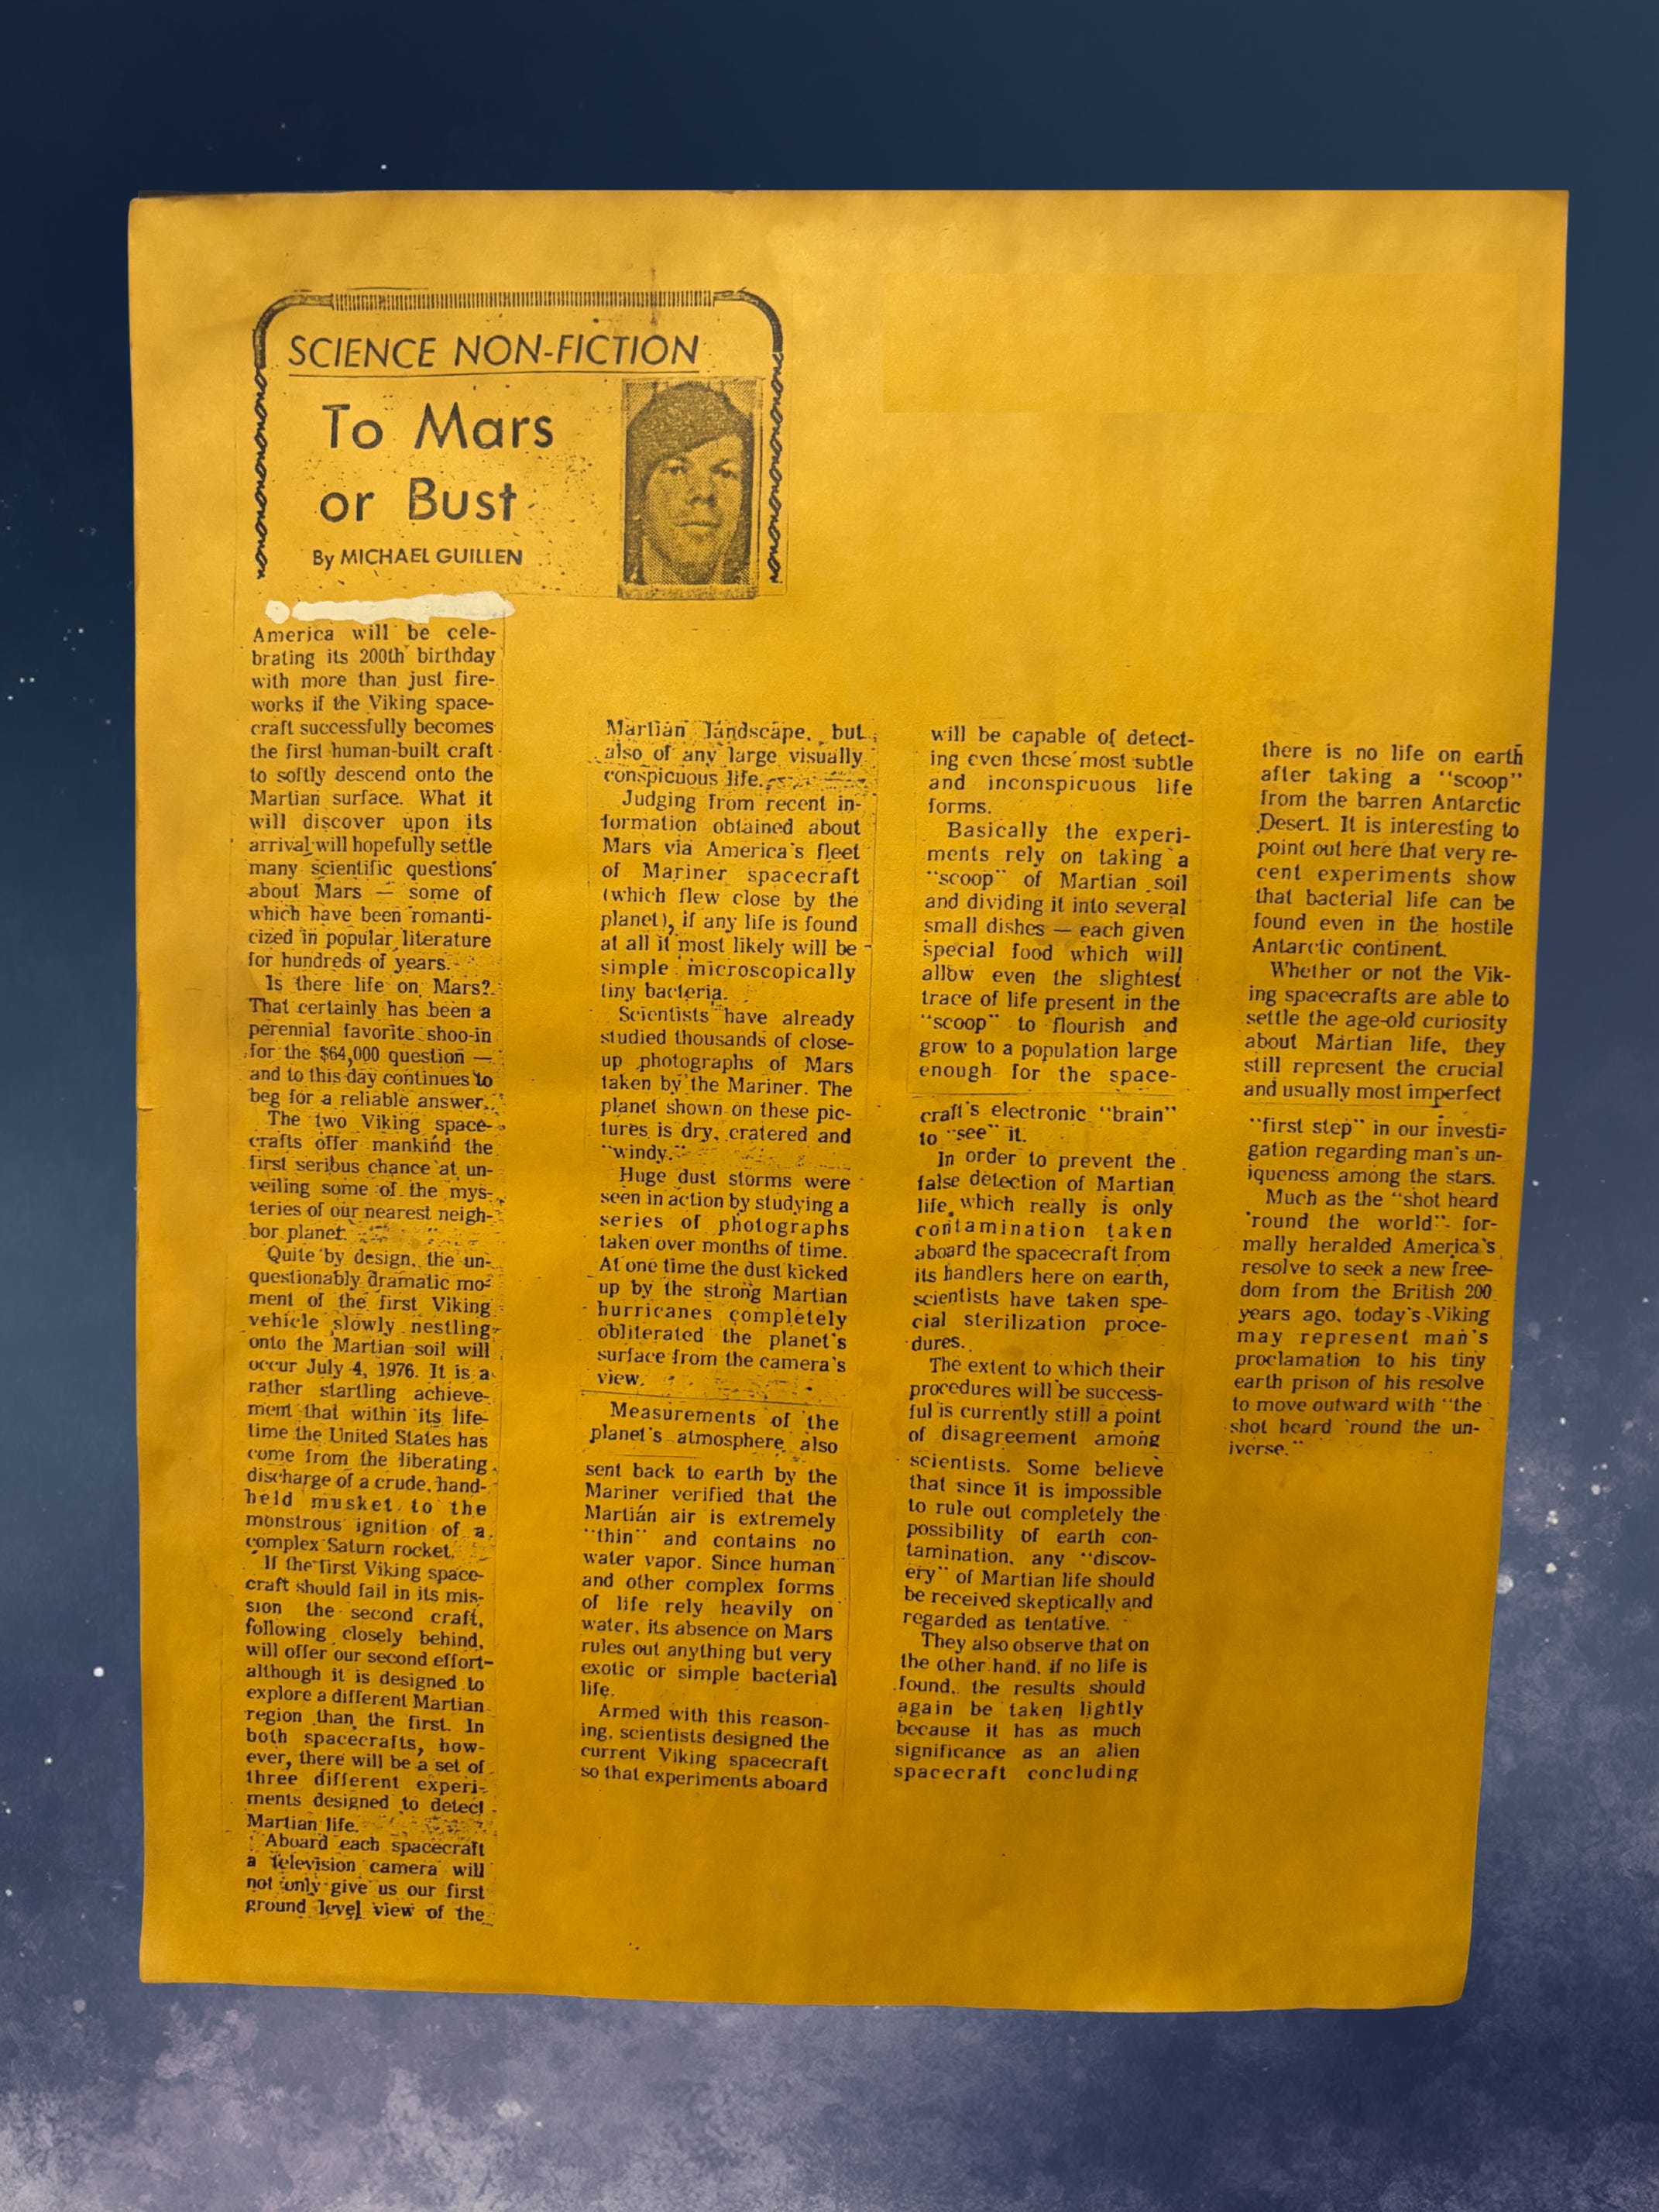 SCIENCE NON-FICTION
To Mars
or Bust
By MICHAEL GUILLEN
America will be cele-
brating its 200th birthday
with more than just fire-
works if the Viking space-
craft successfully becomes
the first human-built craft
to softly descend onto the
Martian surface. What it
will discover upon its
arrival will hopefully settle
many scientific questions
about Mars — some of
which have been romanti-
cized in popular literature
for hundreds of years.
Is there life on Mars?
That certainly has been a
perennial favorite shoo-in
for the $64,000 question —
and to this day continues to
beg for a reliable answer.
The two Viking space-
crafts offer mankind the
first seribus chance at un-
veiling some of the mys-
teries of our nearest neigh-
bor planet.
Quite by design, the un-
questionably dramatic mo-
ment of the first Viking
vehicle slowly nestling
onto the Martian soil will
occur July 4, 1976. It is a
rather startling achieve-
ment that within its life-
time the United States has
come from the liberating
discharge of a crude, hand-
held musket to the
monstrous ignition of a
complex Saturn rocket.
If the first Viking space-
craft should fail in its mis-
sion the second craft,
following closely behind,
will offer our second effort-
although it is designed to
explore a different Martian
region than the first. In
both spacecrafts, how-
ever, there will be a set of
three different experi-
ments designed to detect
Martian life.
Aboard each spacecraft
a television camera will
not only give us our first
ground level view of the
Martian landscape, but
also of any large visually
conspicuous life.
Judging from recent in-
formation obtained about
Mars via America's fleet
of Mariner spacecraft
(which flew close by the
planet), if any life is found
at all it most likely will be
simple microscopically
tiny bacteria.
Scientists have already
studied thousands of close-
up photographs of Mars
taken by the Mariner. The
planet shown on these pic-
tures is dry, cratered and
"windy."
Huge dust storms were
seen in action by studying a
series of photographs
taken over months of time.
At one time the dust kicked
up by the strong Martian
hurricanes completely
obliterated the planet's
surface from the camera's
view.
Measurements of the
planet's atmosphere also
sent back to earth by the
Mariner verified that the
Martian air is extremely
"thin" and contains no
water vapor. Since human
and other complex forms
of life rely heavily on
water, its absence on Mars
rules out anything but very
exotic or simple bacterial
life.
Armed with this reason-
ing, scientists designed the
current Viking spacecraft
so that experiments aboard
will be capable of detect-
ing even these most subtle
and inconspicuous life
forms.
Basically the experi-
ments rely on taking a
"scoop" of Martian soil
and dividing it into several
small dishes — each given
special food which will
allow even the slightest
trace of life present in the
"scoop" to flourish and
grow to a population large
enough for the space-
craft's electronic "brain"
to "see" it.
In order to prevent the
false detection of Martian
life which really is only
contamination taken
aboard the spacecraft from
its handlers here on earth,
scientists have taken spe-
cial sterilization proce-
dures.
The extent to which their
procedures will be success-
ful is currently still a point
of disagreement among
scientists. Some believe
that since it is impossible
to rule out completely the
possibility of earth con-
tamination, any "discov-
ery" of Martian life should
be received skeptically and
regarded as tentative.
They also observe that on
the other hand, if no life is
found, the results should
again be taken lightly
because it has as much
significance as an alien
spacecraft concluding
there is no life on earth
after taking a "scoop"
from the barren Antarctic
Desert. It is interesting to
point out here that very re-
cent experiments show
that bacterial life can be
found even in the hostile
Antarctic continent.
Whether or not the Vik-
ing spacecrafts are able to
settle the age-old curiosity
about Martian life, they
still represent the crucial
and usually most imperfect
"first step" in our investi-
gation regarding man's un-
iqueness among the stars.
Much as the "shot heard
'round the world" for-
mally heralded America's
resolve to seek a new free-
dom from the British 200
years ago, today's Viking
may represent man's
proclamation to his tiny
earth prison of his resolve
to move outward with "the
shot heard 'round the un-
iverse."